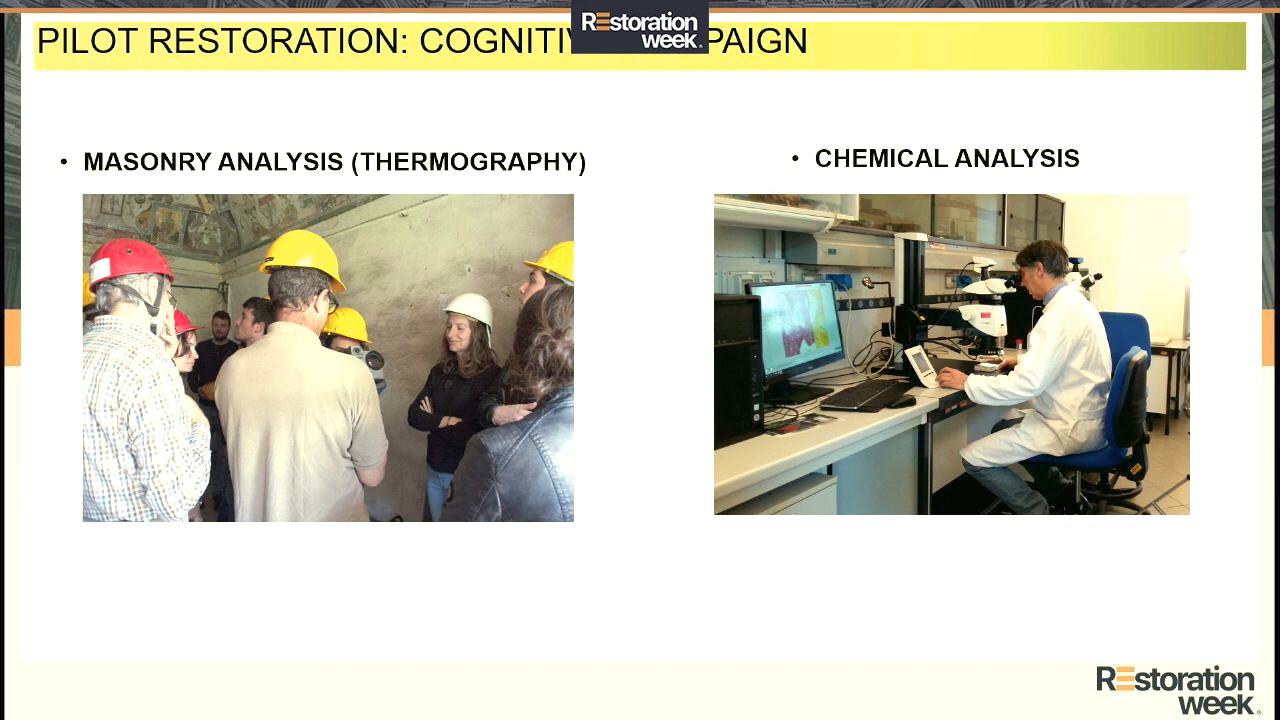 PILOT RESTORATION: COGNITIV PAIGN
REstoration
week.
• MASONRY ANALYSIS (THERMOGRAPHY)
• CHEMICAL ANALYSIS
REstoration
week.